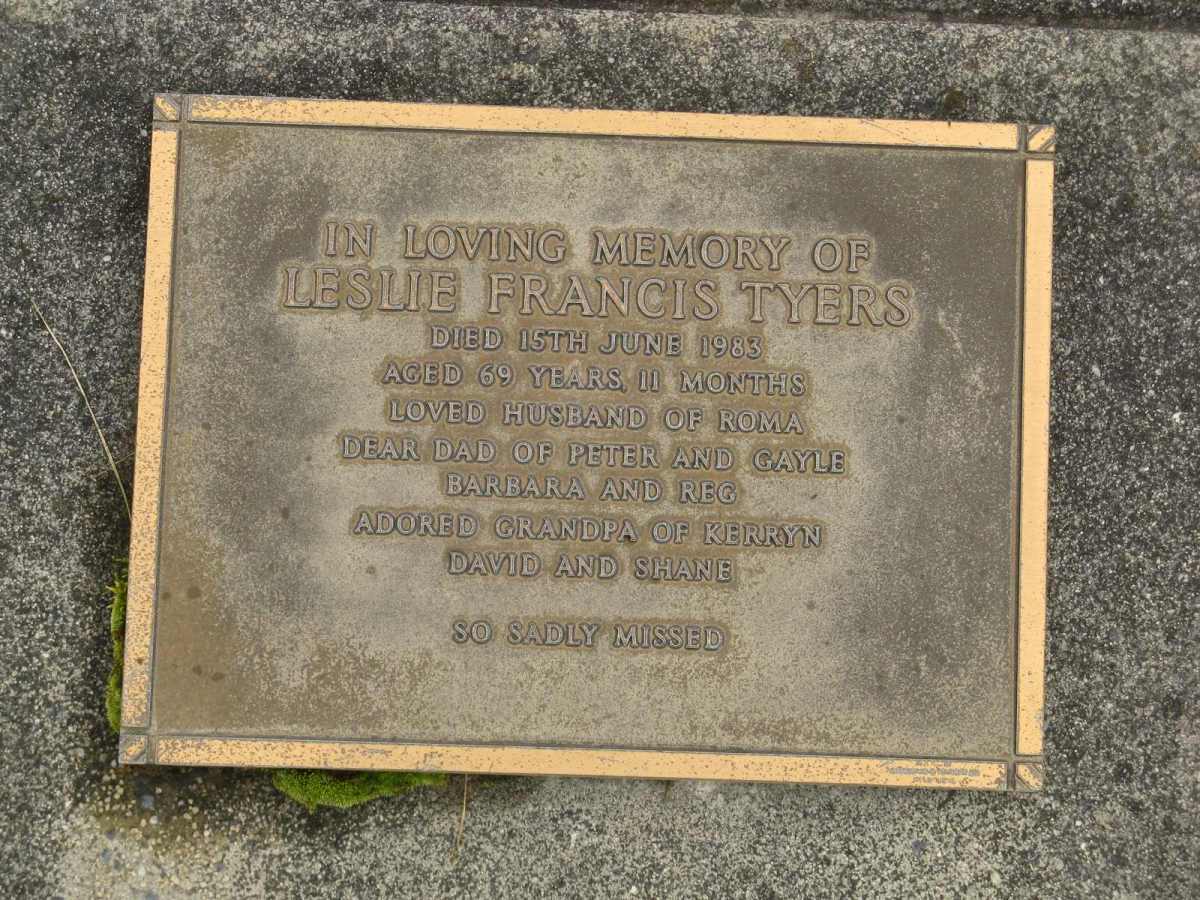 IN LOVING MEMORY OF
LESLIE FRANCIS TYERS
DIED 15TH JUNE 1983
AGED 69 YEARS, 11 MONTHS
LOVED HUSBAND OF ROMA
DEAR DAD OF PETER AND GAYLE
BARBARA AND REG
ADORED GRANDPA OF KERRYN
DAVID AND SHANE
SO SADLY MISSED